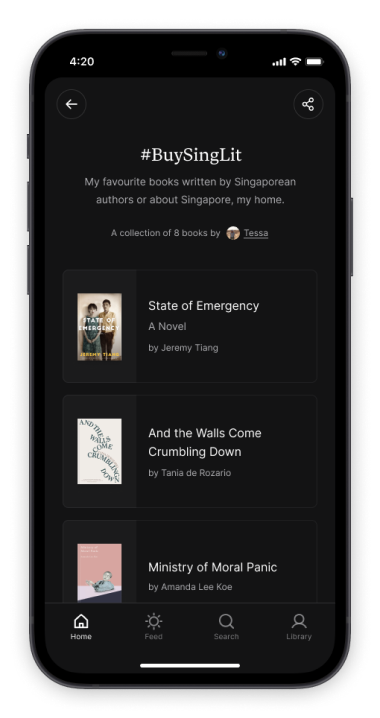 4:20
#BuySingLit
My favourite books written by Singaporean
authors or about Singapore, my home.
A collection of 8 books by Tessa
STATE OF
EMERGENCY
JEREMY TIANG
State of Emergency
A Novel
by Jeremy Tiang
AND THE
WALLS
COME
CRUMBLING
DOWN
And the Walls Come
Crumbling Down
by Tania de Rozario
Ministry of Moral Panic
by Amanda Lee Koe
Home
Feed
Search
Library